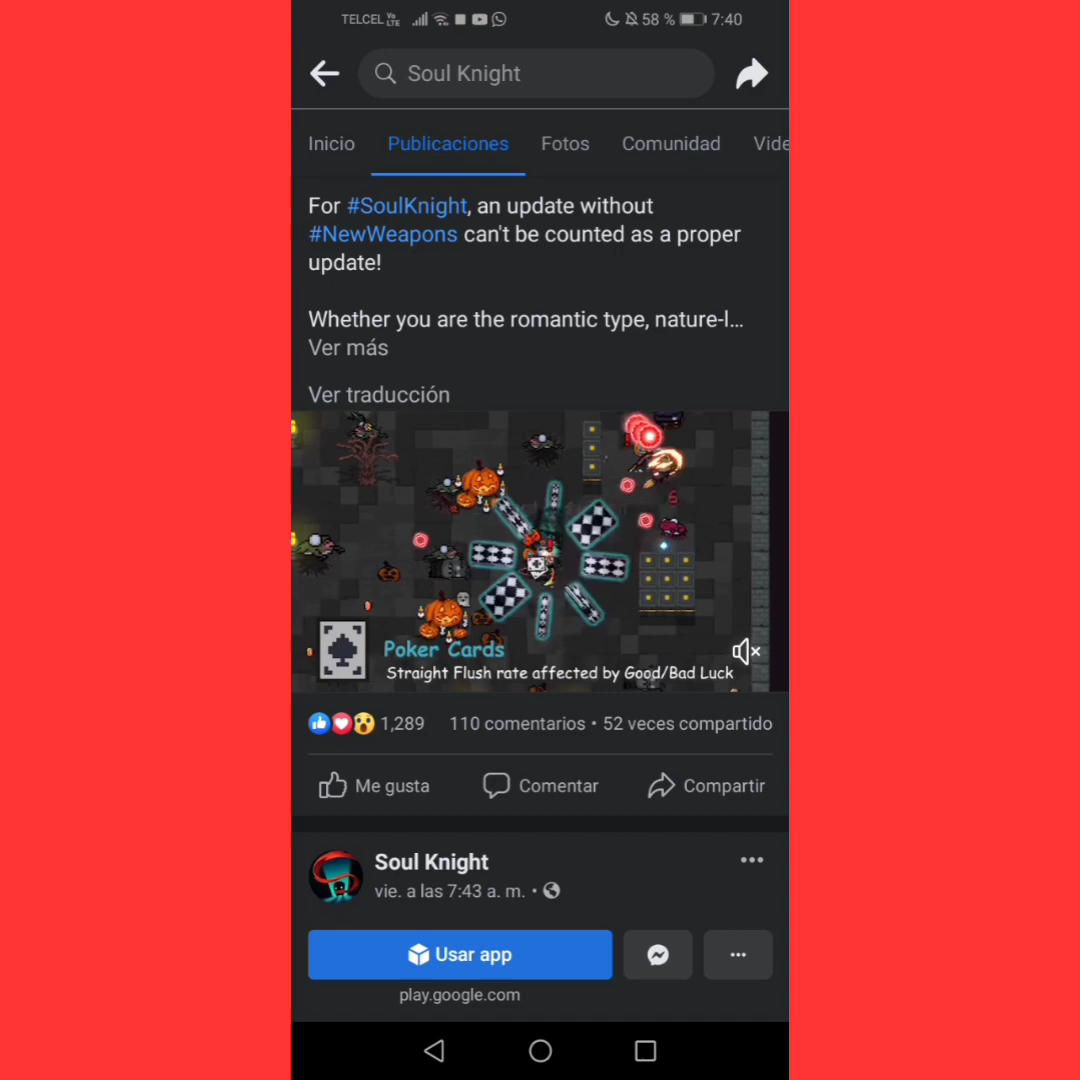 TELCEL Vo LTE 58 % 7:40
Soul Knight
Inicio Publicaciones Fotos Comunidad Vide
For #SoulKnight, an update without
#NewWeapons can't be counted as a proper
update!
Whether you are the romantic type, nature-l...
Ver más
Ver traducción
6
Poker Cards
Straight Flush rate affected by Good/Bad Luck
1,289 110 comentarios • 52 veces compartido
Me gusta Comentar Compartir
Soul Knight
vie. a las 7:43 a. m. •
Usar app
play.google.com